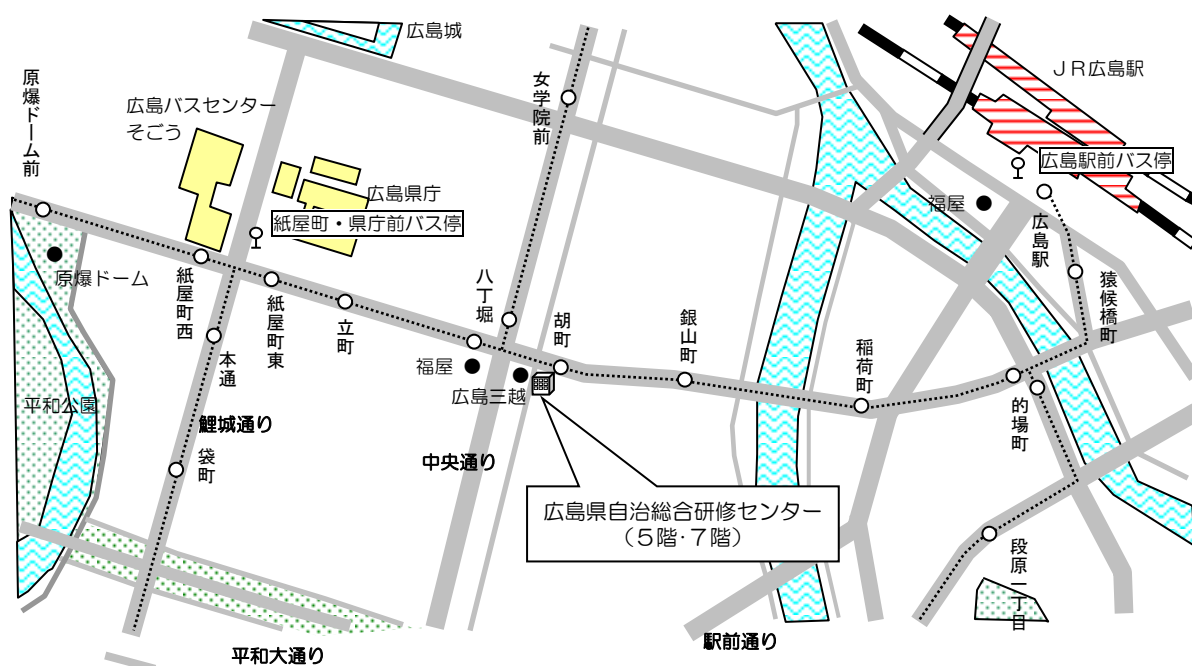 広島城
原爆ドーム前
広島バスセンター
そごう
女学院前
ＪＲ広島駅
広島駅前バス停
広島県庁
紙屋町・県庁前バス停
福屋
広島駅
原爆ドーム
紙屋町西
紙屋町東
立町
八丁堀
胡町
銀山町
稲荷町
猿候橋町
本通
福屋
広島三越
的場町
平和公園
鯉城通り
袋町
中央通り
広島県自治総合研修センター
（５階・７階）
段原一丁目
平和大通り
駅前通り